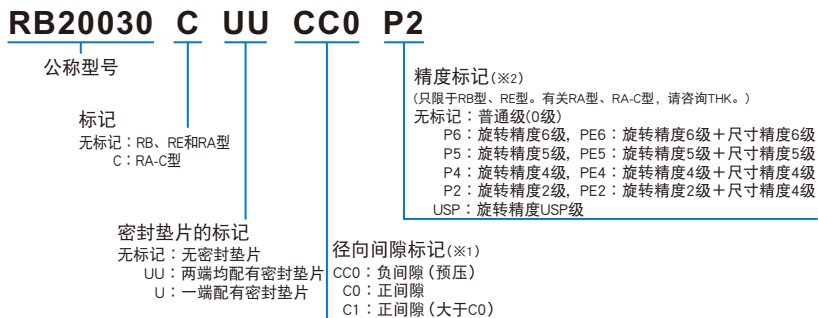 RB20030 C UU CC0 P2
公称型号
标记
无标记：RB、RE和RA型
C：RA-C型
密封垫片的标记
无标记：无密封垫片
UU：两端均配有密封垫片
U：一端配有密封垫片
径向间隙标记(※1)
CC0：负间隙（预压）
C0：正间隙
C1：正间隙（大于C0）
精度标记(※2)
(只限于RB型、RE型。有关RA型、RA-C型，请咨询THK。)
无标记：普通级(0级)
P6：旋转精度6级, PE6：旋转精度6级＋尺寸精度6级
P5：旋转精度5级, PE5：旋转精度5级＋尺寸精度5级
P4：旋转精度4级, PE4：旋转精度4级＋尺寸精度4级
P2：旋转精度2级, PE2：旋转精度2级＋尺寸精度4级
USP：旋转精度USP级